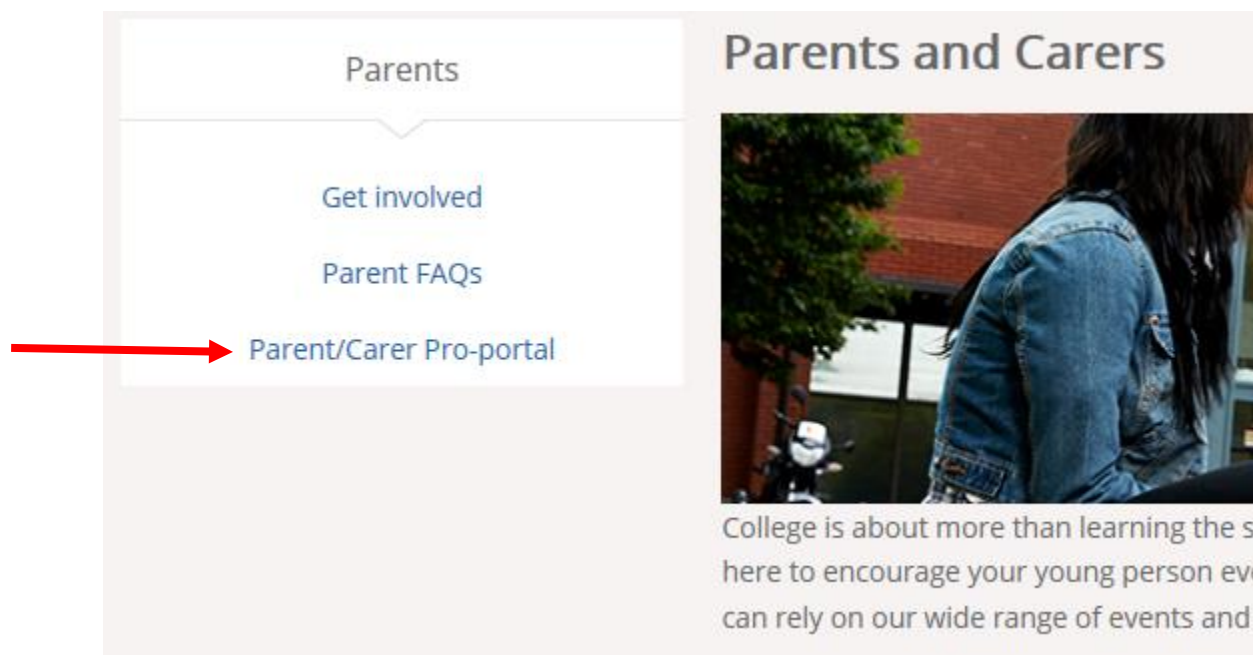 Parents
Get involved
Parent FAQs
Parent/Carer Pro-portal
Parents and Carers
College is about more than learning the
here to encourage your young person
can rely on our wide range of events and